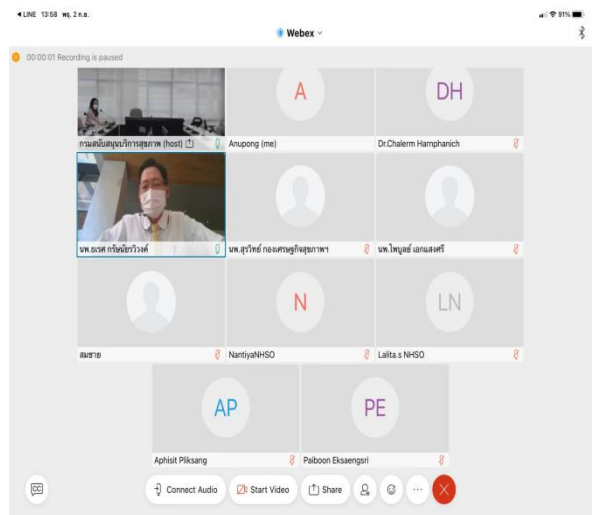 ◀ LINE 13:58 พฤ. 2 ก.ย.
91%
Webex
00:00:01 Recording is paused
A
DH
กรมสนับสนุนบริการสุขภาพ (host)
Anupong (me)
Dr.Chalerm Harnphanich
นพ.ธเรศ กรัษนัยรวิวงค์
นพ.สุรวิทย์ กองเศรษฐกิจสุขภาพฯ
นพ.ไพบูลย์ เอกแสงศรี
N
LN
สมชาย
NantiyaNHSO
Lalita.s NHSO
AP
PE
Aphisit Pliksang
Paiboon Eksaengsri
CC
Connect Audio
Start Video
Share